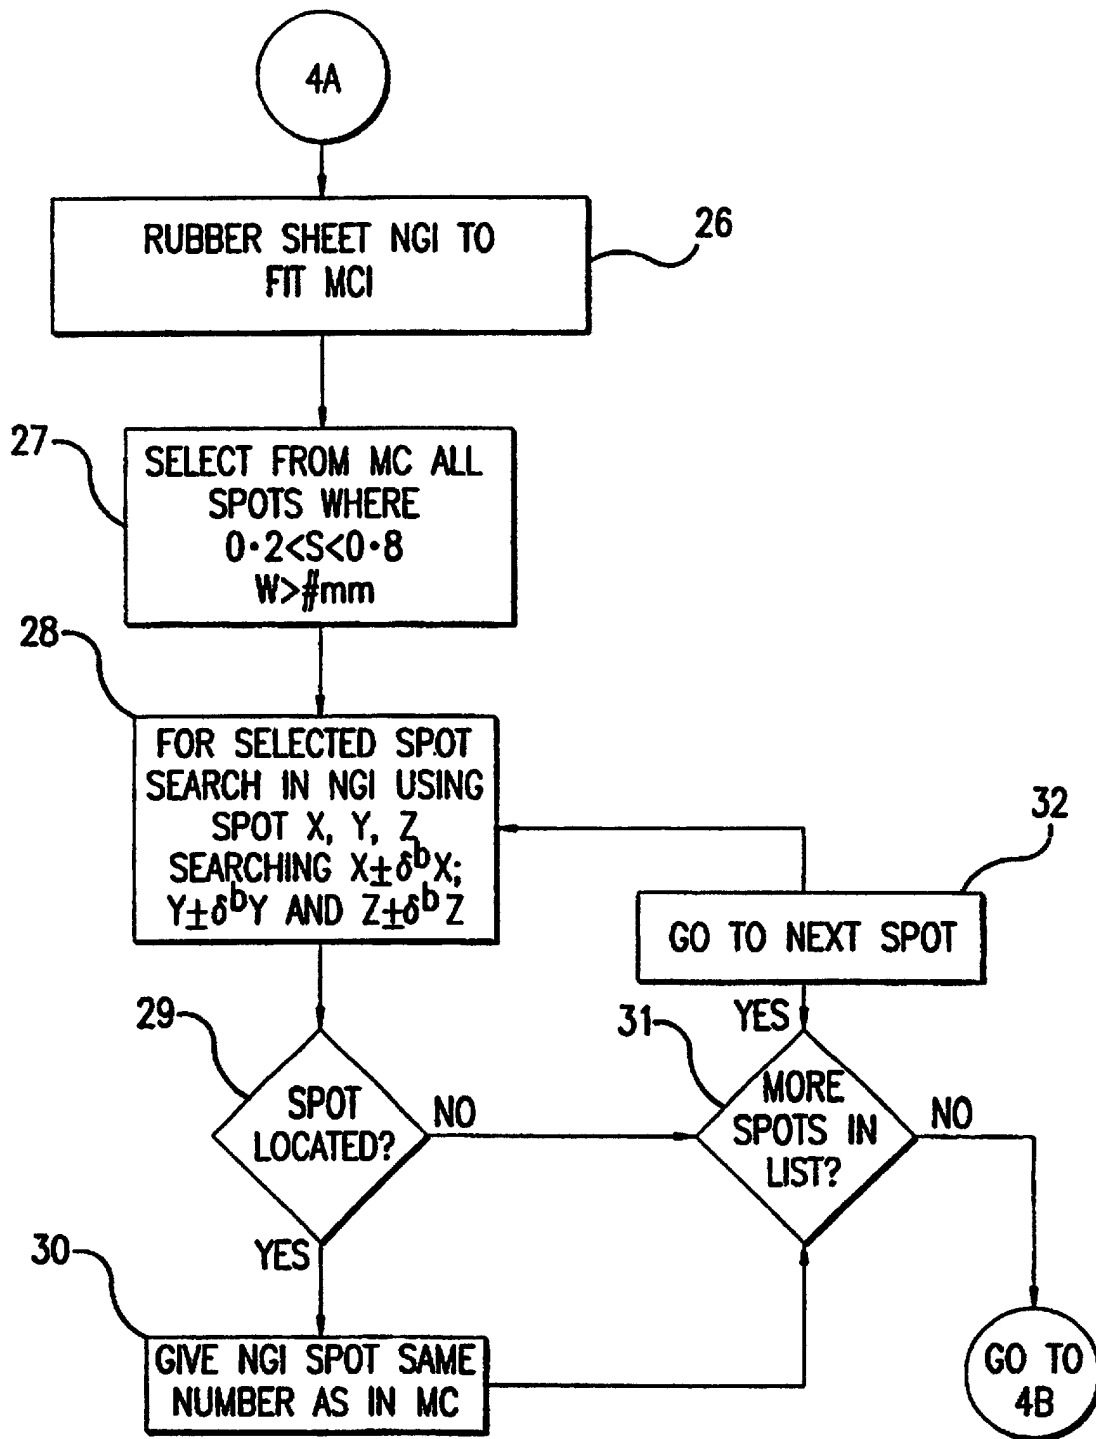 4A
RUBBER SHEET NGI TO
FIT MCI
26
27
SELECT FROM MC ALL
SPOTS WHERE
0·2<S<0·8
W>#mm
28
FOR SELECTED SPOT
SEARCH IN NGI USING
SPOT X, Y, Z
SEARCHING X±δᵇX;
Y±δᵇY AND Z±δᵇZ
32
GO TO NEXT SPOT
YES
29
SPOT
LOCATED?
NO
31
MORE
SPOTS IN
LIST?
NO
YES
30
GIVE NGI SPOT SAME
NUMBER AS IN MC
GO TO
4B